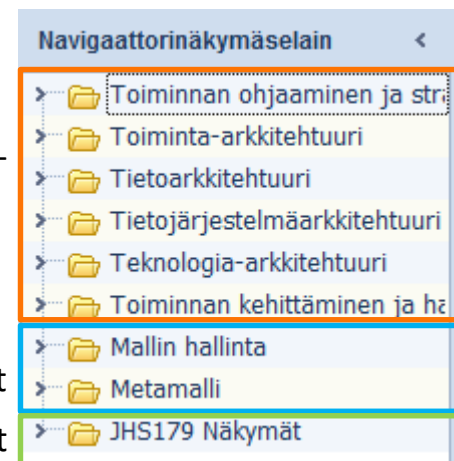 Navigaattorinäkymäselain <
Toiminnan ohjaaminen ja stra
Toiminta-arkkitehtuuri
Tietoarkkitehtuuri
Tietojärjestelmäarkkitehtuuri
Teknologia-arkkitehtuuri
Toiminnan kehittäminen ja ha
Mallin hallinta
t
Metamalli
t
JHS179 Näkymät